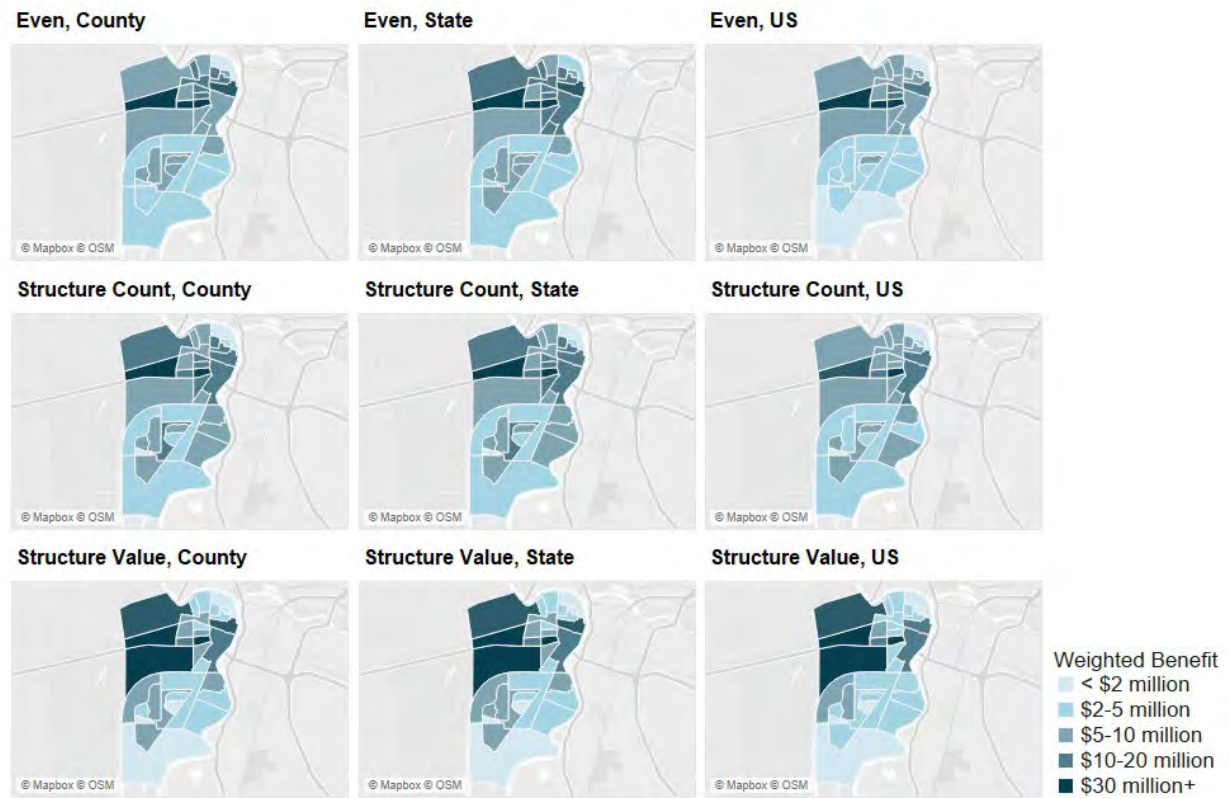 Even, County
Even, State
Even, US
© Mapbox © OSM
© Mapbox © OSM
© Mapbox © OSM
Structure Count, County
Structure Count, State
Structure Count, US
© Mapbox © OSM
© Mapbox © OSM
© Mapbox © OSM
Structure Value, County
Structure Value, State
Structure Value, US
© Mapbox © OSM
© Mapbox © OSM
© Mapbox © OSM
Weighted Benefit
< $2 million
$2-5 million
$5-10 million
$10-20 million
$30 million+